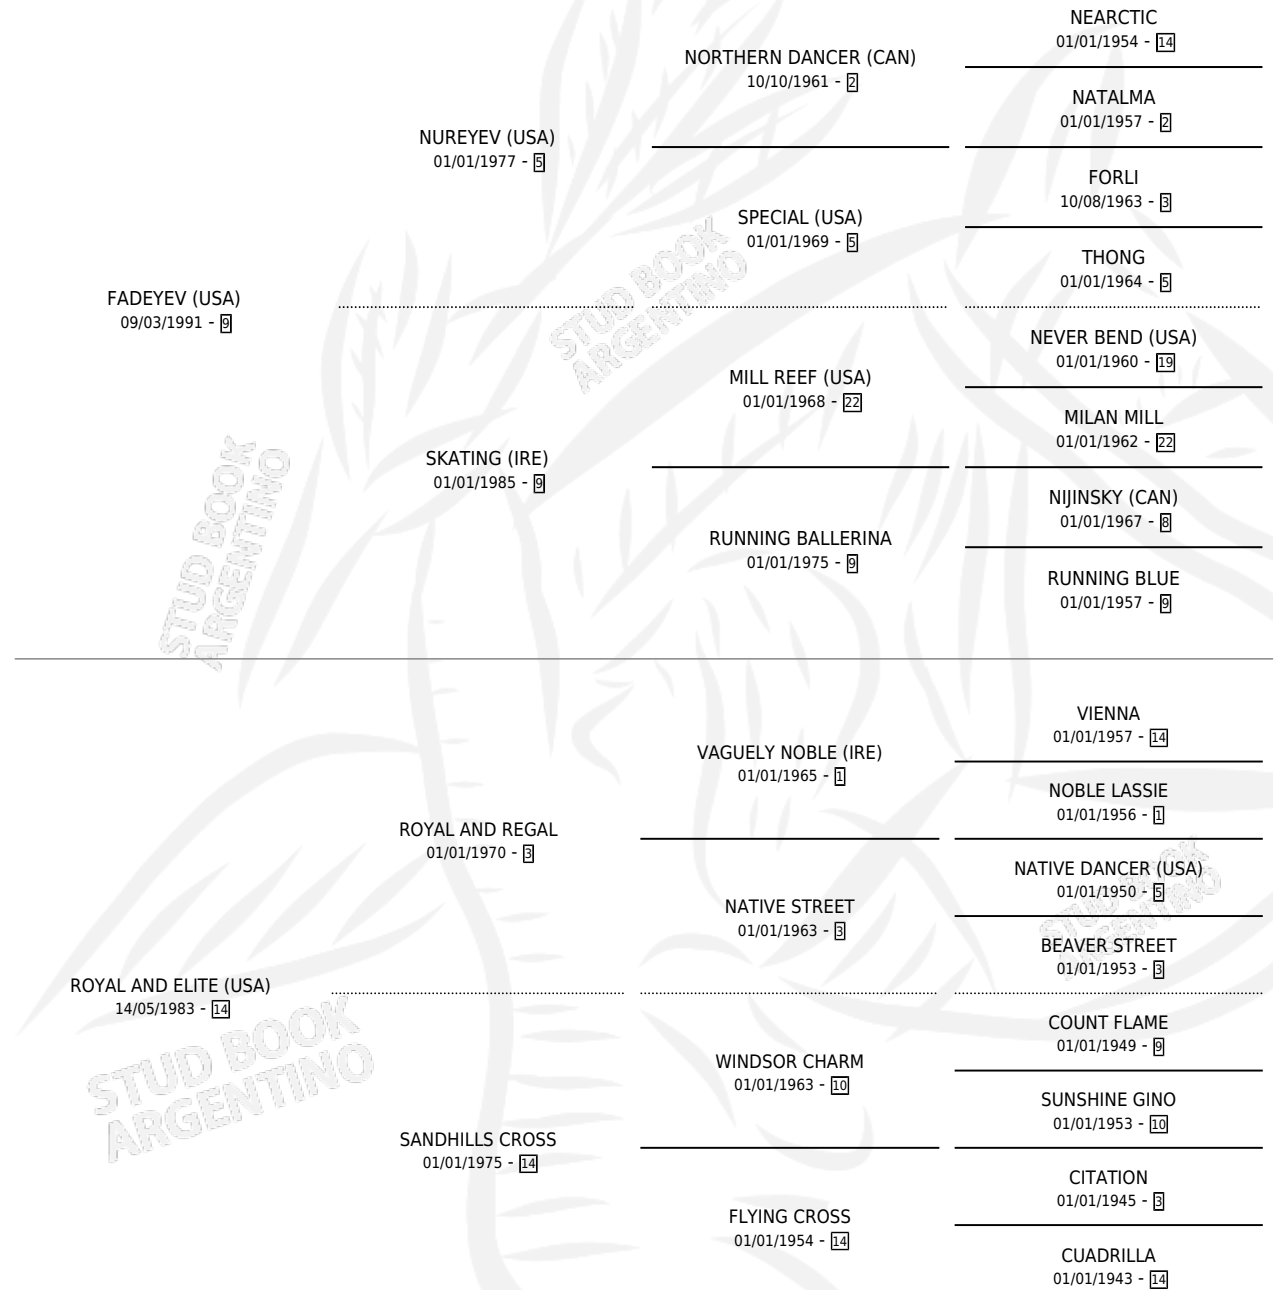 NEARCTIC
01/01/1954 - 14
NORTHERN DANCER (CAN)
10/10/1961 - 2
NATALMA
01/01/1957 - 2
NUREYEV (USA)
01/01/1977 - 5
FORLI
10/08/1963 - 3
SPECIAL (USA)
01/01/1969 - 5
THONG
01/01/1964 - 5
FADEYEV (USA)
09/03/1991 - 9
STUD BOOK
ARGENTINO
NEVER BEND (USA)
01/01/1960 - 19
MILL REEF (USA)
01/01/1968 - 22
MILAN MILL
01/01/1962 - 22
SKATING (IRE)
01/01/1985 - 9
NIJINSKY (CAN)
01/01/1967 - 8
RUNNING BALLERINA
01/01/1975 - 9
RUNNING BLUE
01/01/1957 - 9
STUD BOOK
ARGENTINO
VIENNA
01/01/1957 - 14
VAGUELY NOBLE (IRE)
01/01/1965 - 1
NOBLE LASSIE
01/01/1956 - 1
ROYAL AND REGAL
01/01/1970 - 3
NATIVE DANCER (USA)
01/01/1950 - 5
NATIVE STREET
01/01/1963 - 3
BEAVER STREET
01/01/1953 - 3
STUD BOOK
ARGENTINO
ROYAL AND ELITE (USA)
14/05/1983 - 14
COUNT FLAME
01/01/1949 - 9
WINDSOR CHARM
01/01/1963 - 10
SUNSHINE GINO
01/01/1953 - 10
STUD BOOK
ARGENTINO
SANDHILLS CROSS
01/01/1975 - 14
CITATION
01/01/1945 - 3
FLYING CROSS
01/01/1954 - 14
CUADRILLA
01/01/1943 - 14